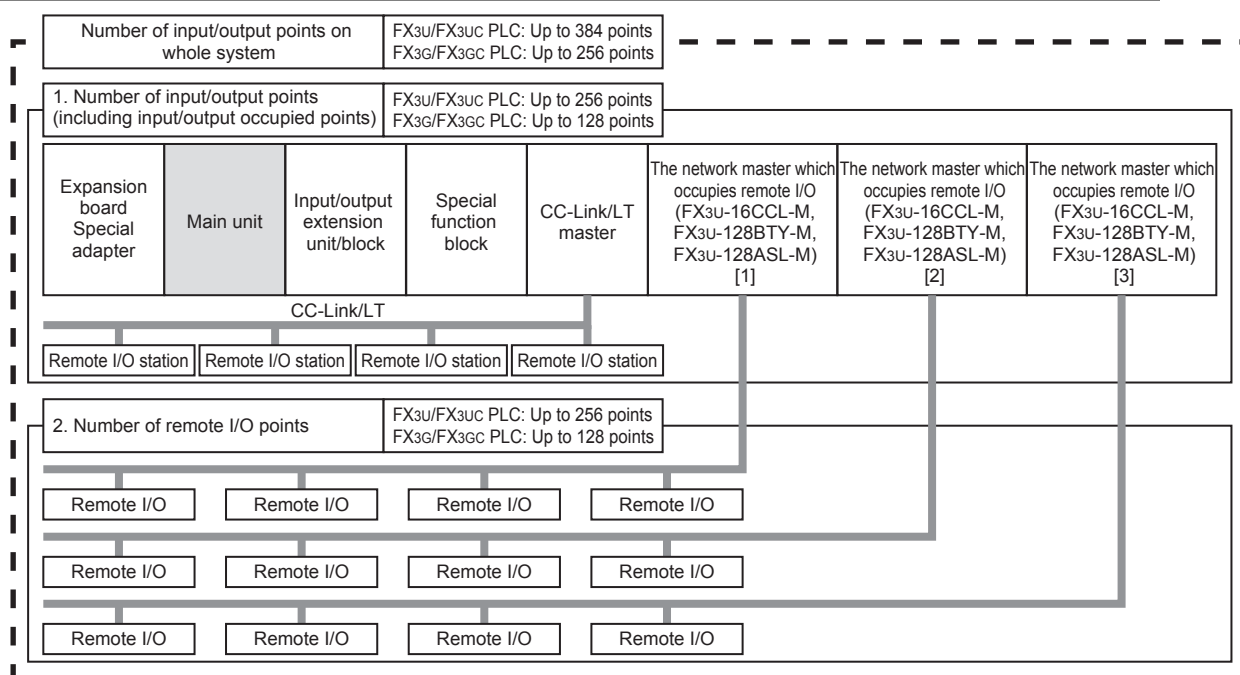 Number of input/output points on
whole system
FX3U/FX3UC PLC: Up to 384 points
FX3G/FX3GC PLC: Up to 256 points
1. Number of input/output points
(including input/output occupied points)
FX3U/FX3UC PLC: Up to 256 points
FX3G/FX3GC PLC: Up to 128 points
Expansion
board
Special
adapter
Main unit
Input/output
extension
unit/block
Special
function
block
CC-Link/LT
master
The network master which
occupies remote I/O
(FX3U-16CCL-M,
FX3U-128BTY-M,
FX3U-128ASL-M)
[1]
The network master which
occupies remote I/O
(FX3U-16CCL-M,
FX3U-128BTY-M,
FX3U-128ASL-M)
[2]
The network master which
occupies remote I/O
(FX3U-16CCL-M,
FX3U-128BTY-M,
FX3U-128ASL-M)
[3]
CC-Link/LT
Remote I/O station
Remote I/O station
Remote I/O station
Remote I/O station
2. Number of remote I/O points
FX3U/FX3UC PLC: Up to 256 points
FX3G/FX3GC PLC: Up to 128 points
Remote I/O
Remote I/O
Remote I/O
Remote I/O
Remote I/O
Remote I/O
Remote I/O
Remote I/O
Remote I/O
Remote I/O
Remote I/O
Remote I/O